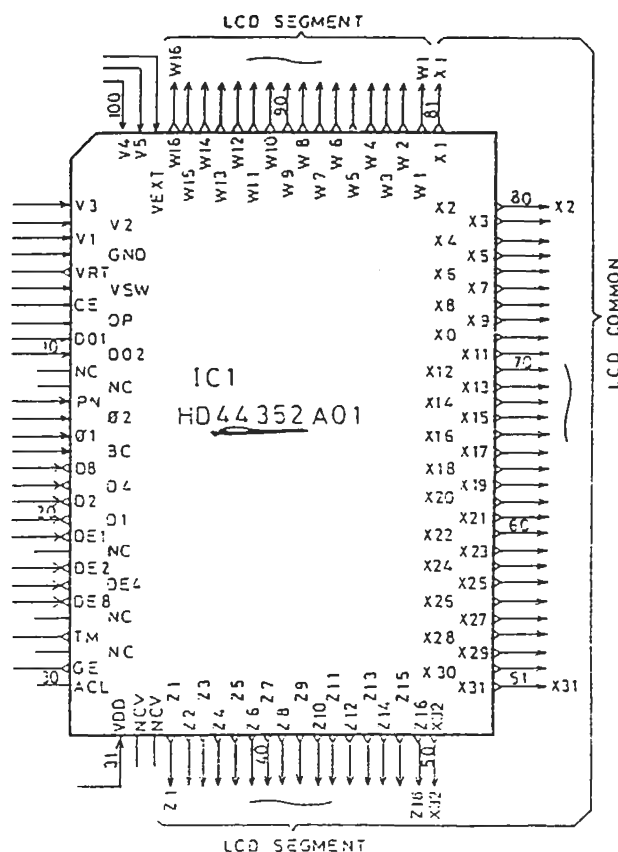 LCD SEGMENT
W16
W1
X1
100
90
81
V4
V5
VEXT
W16
W15
W14
W13
W12
W11
W10
W9
W8
W7
W6
W5
W4
W3
W2
W1
X1
V3
V2
V1
GND
VRT
VSW
CE
OP
DO1
DO2
NC
NC
PN
Ø2
Ø1
BC
D8
D4
D2
D1
DE1
NC
DE2
DE4
DE8
NC
TM
NC
GE
ACL
10
20
30
IC1
HD44352A01
X2
80
X2
X3
X4
X5
X6
X7
X8
X9
X0
X11
70
X12
X13
X14
X15
X16
X17
X18
X19
X20
X21
60
X22
X23
X24
X25
X25
X27
X28
X29
X30
X31
51
X31
LCD COMMON
VDD
NCV
NCV
Z1
Z2
Z3
Z4
Z5
Z6
Z7
Z8
Z9
Z10
Z11
Z12
Z13
Z14
Z15
Z16
X32
31
40
50
Z1
Z16
X32
LCD SEGMENT